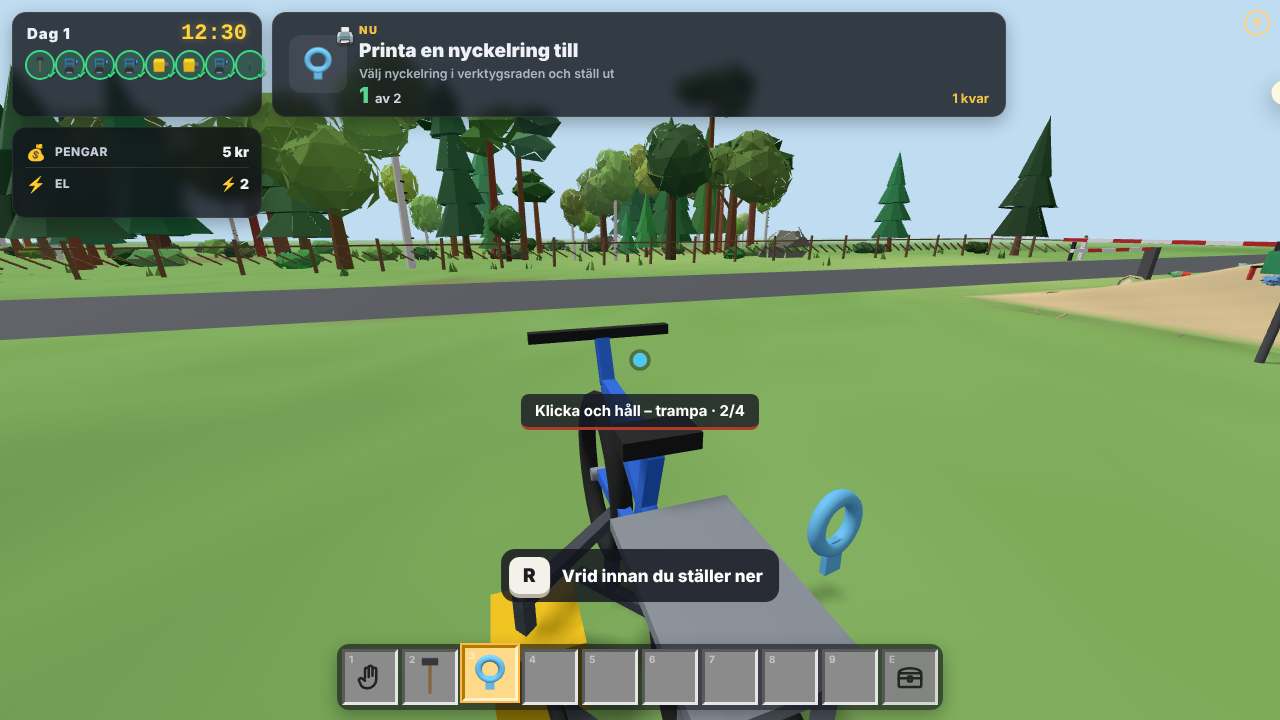 Dag 1
12:30
NU
Printa en nyckelring till
Välj nyckelring i verktygsraden och ställ ut
1 av 2
1 kvar
PENGAR
5 kr
EL
2
Klicka och håll – trampa · 2/4
R
Vrid innan du ställer ner
1
2
4
5
6
7
8
9
E